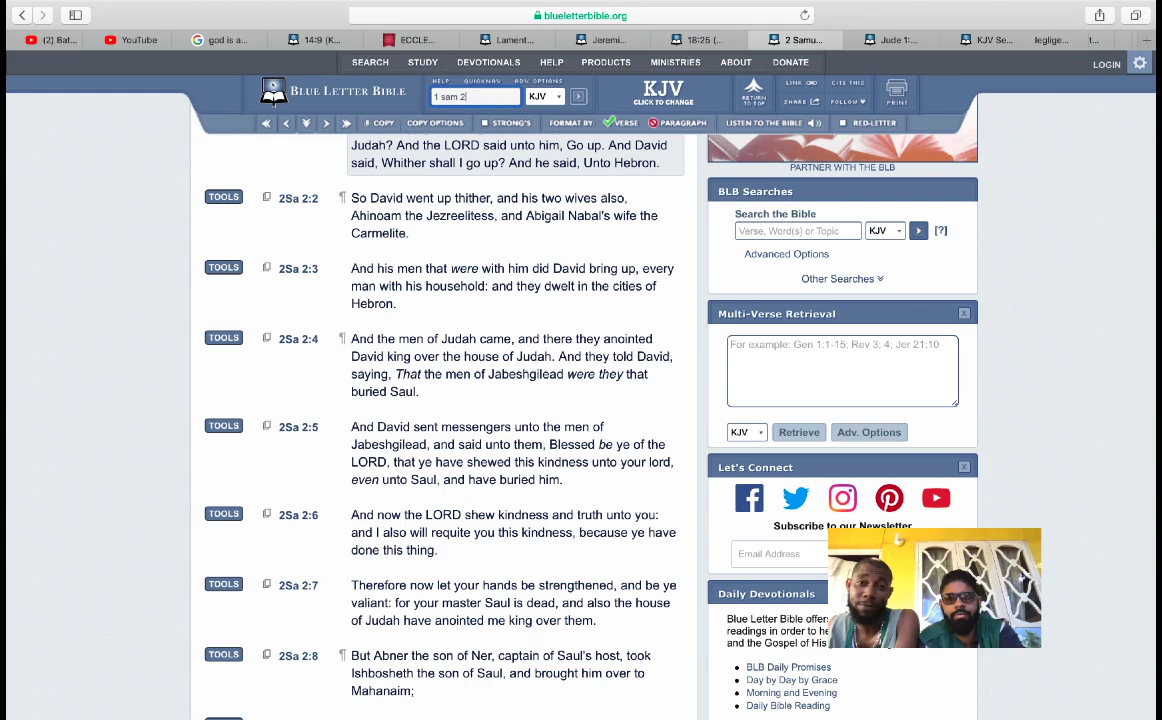 blueletterbible.org
(2) Bat...
YouTube
god is a...
14:9 (K...
ECCLE...
Lament...
Jeremi...
18:25 (...
2 Samu...
Jude 1:...
KJV Se...
leglige...
t...
SEARCH STUDY DEVOTIONALS HELP PRODUCTS MINISTRIES ABOUT DONATE
LOGIN
BLUE LETTER BIBLE
HELP QUICKNAV ADV. OPTIONS
1 sam 2
KJV
KJV
CLICK TO CHANGE
RETURN
TO TOP
LINK
CITE THIS
SHARE
FOLLOW
PRINT
COPY COPY OPTIONS STRONG'S FORMAT BY: VERSE PARAGRAPH LISTEN TO THE BIBLE RED-LETTER
Judah? And the LORD said unto him, Go up. And David
said, Whither shall I go up? And he said, Unto Hebron.
TOOLS 2Sa 2:2 ¶ So David went up thither, and his two wives also,
Ahinoam the Jezreelitess, and Abigail Nabal's wife the
Carmelite.
TOOLS 2Sa 2:3 And his men that were with him did David bring up, every
man with his household: and they dwelt in the cities of
Hebron.
TOOLS 2Sa 2:4 ¶ And the men of Judah came, and there they anointed
David king over the house of Judah. And they told David,
saying, That the men of Jabeshgilead were they that
buried Saul.
TOOLS 2Sa 2:5 And David sent messengers unto the men of
Jabeshgilead, and said unto them, Blessed be ye of the
LORD, that ye have shewed this kindness unto your lord,
even unto Saul, and have buried him.
TOOLS 2Sa 2:6 And now the LORD shew kindness and truth unto you:
and I also will requite you this kindness, because ye have
done this thing.
TOOLS 2Sa 2:7 Therefore now let your hands be strengthened, and be ye
valiant: for your master Saul is dead, and also the house
of Judah have anointed me king over them.
TOOLS 2Sa 2:8 ¶ But Abner the son of Ner, captain of Saul's host, took
Ishbosheth the son of Saul, and brought him over to
Mahanaim;
PARTNER WITH THE BLB
BLB Searches
Search the Bible
Verse, Word(s) or Topic
KJV
[?]
Advanced Options
Other Searches
Multi-Verse Retrieval
X
For example: Gen 1:1-15; Rev 3; 4; Jer 21:10
KJV
Retrieve
Adv. Options
Let's Connect
X
Subscribe to our Newsletter
Email Address
Daily Devotionals
Blue Letter Bible offers
readings in order to he
and the Gospel of His
• BLB Daily Promises
• Day by Day by Grace
• Morning and Evening
• Daily Bible Reading